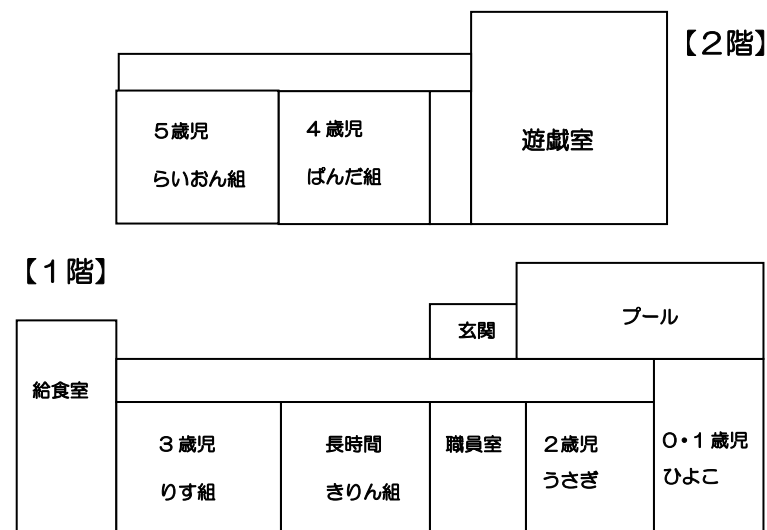 【２階】
５歳児
らいおん組
４歳児
ぱんだ組
遊戯室
【１階】
プール
玄関
給食室
３歳児
りす組
長時間
きりん組
職員室
２歳児
うさぎ
０・１歳児
ひよこ